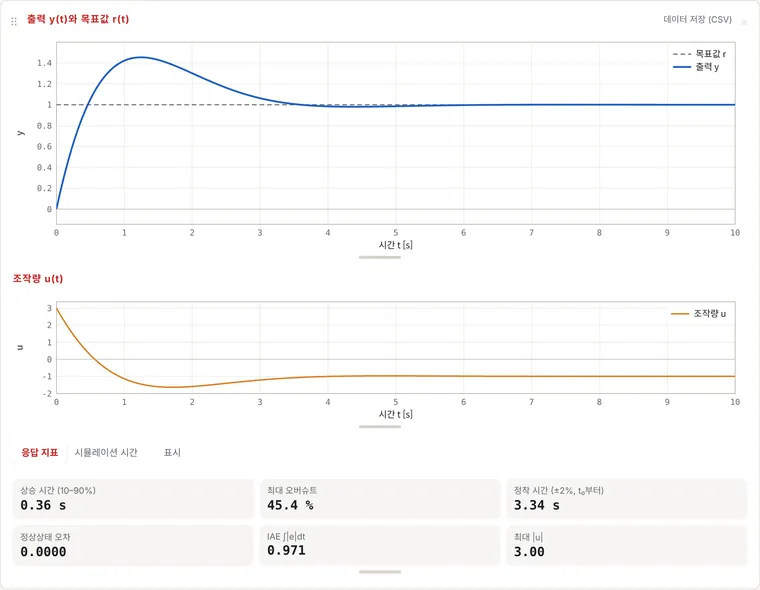 출력 y(t)와 목표값 r(t)
데이터 저장 (CSV) ×
목표값 r
출력 y
1.4
1.2
1
0.8
0.6
0.4
0.2
0
y
0 1 2 3 4 5 6 7 8 9 10
시간 t [s]
조작량 u(t)
조작량 u
3
2
1
0
-1
-2
u
0 1 2 3 4 5 6 7 8 9 10
시간 t [s]
응답 지표 시뮬레이션 시간 표시
상승 시간 (10–90%)
0.36 s
최대 오버슈트
45.4 %
정착 시간 (±2%, t₀부터)
3.34 s
정상상태 오차
0.0000
IAE ∫|e|dt
0.971
최대 |u|
3.00